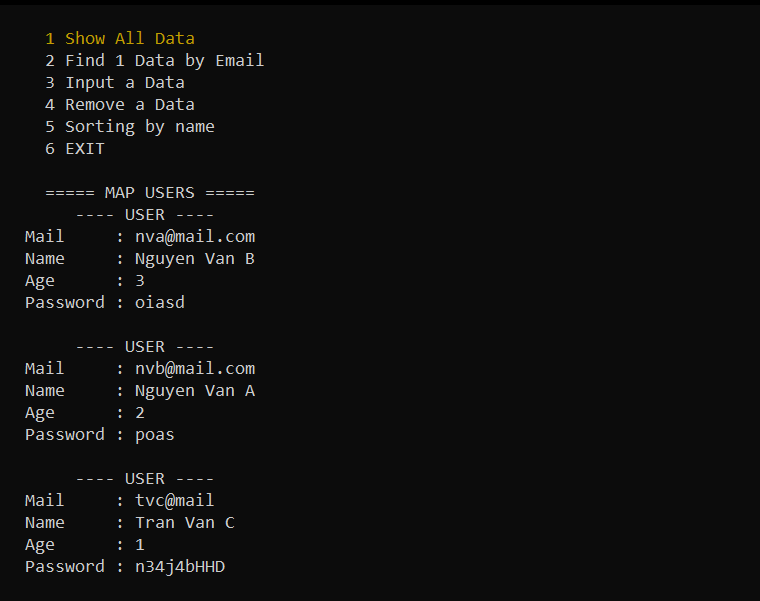 1 Show All Data
2 Find 1 Data by Email
3 Input a Data
4 Remove a Data
5 Sorting by name
6 EXIT
===== MAP USERS =====
---- USER ----
Mail     : nva@mail.com
Name     : Nguyen Van B
Age      : 3
Password : oiasd
---- USER ----
Mail     : nvb@mail.com
Name     : Nguyen Van A
Age      : 2
Password : poas
---- USER ----
Mail     : tvc@mail
Name     : Tran Van C
Age      : 1
Password : n34j4bHHD